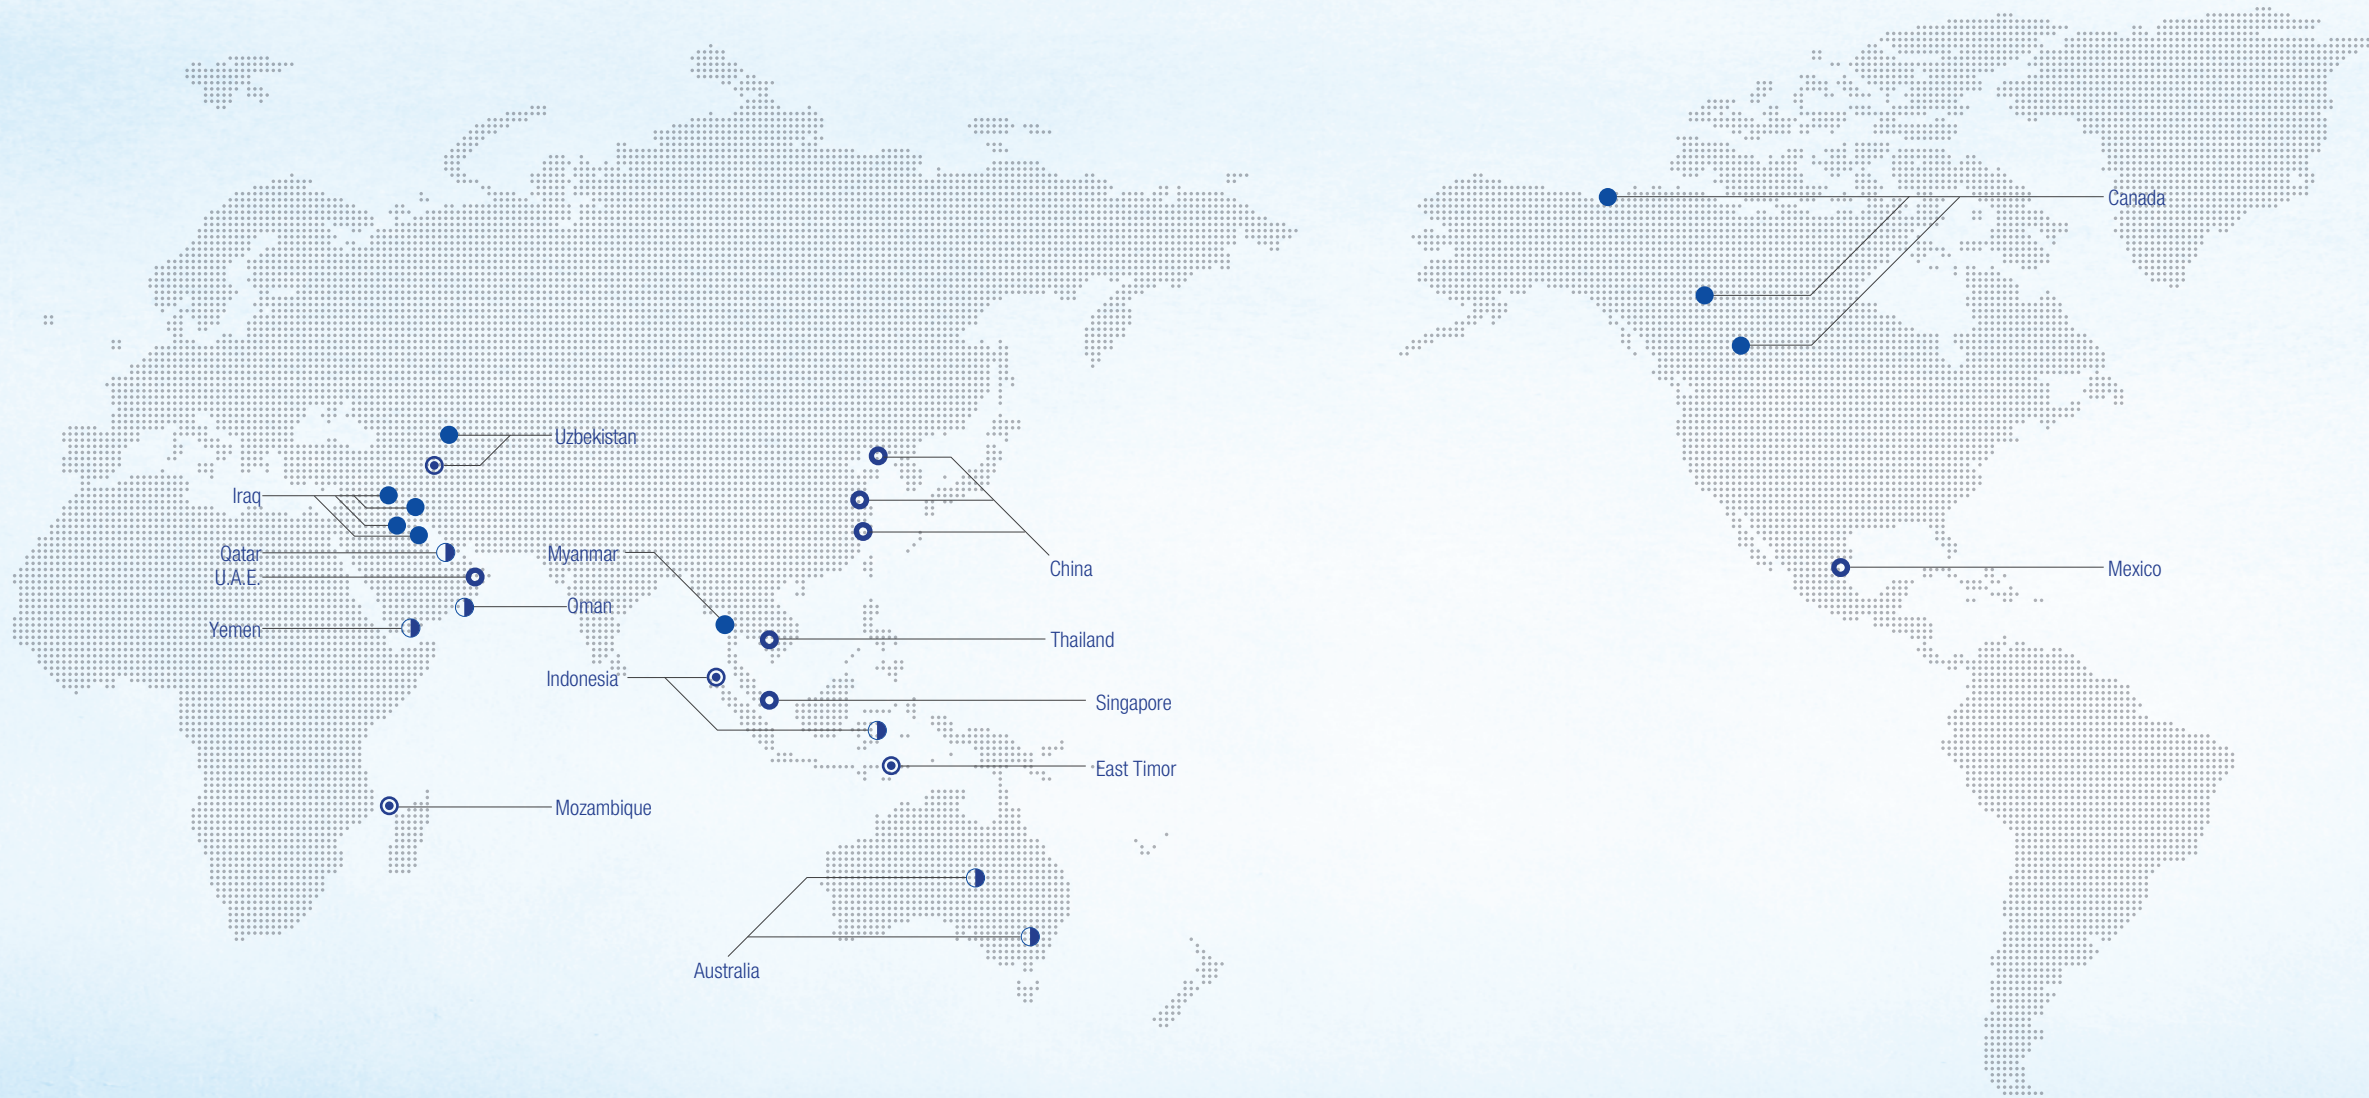 Canada
Uzbekistan
Iraq
Qatar
Myanmar
China
Mexico
U.A.E.
Oman
Yemen
Thailand
Indonesia
Singapore
East Timor
Mozambique
Australia